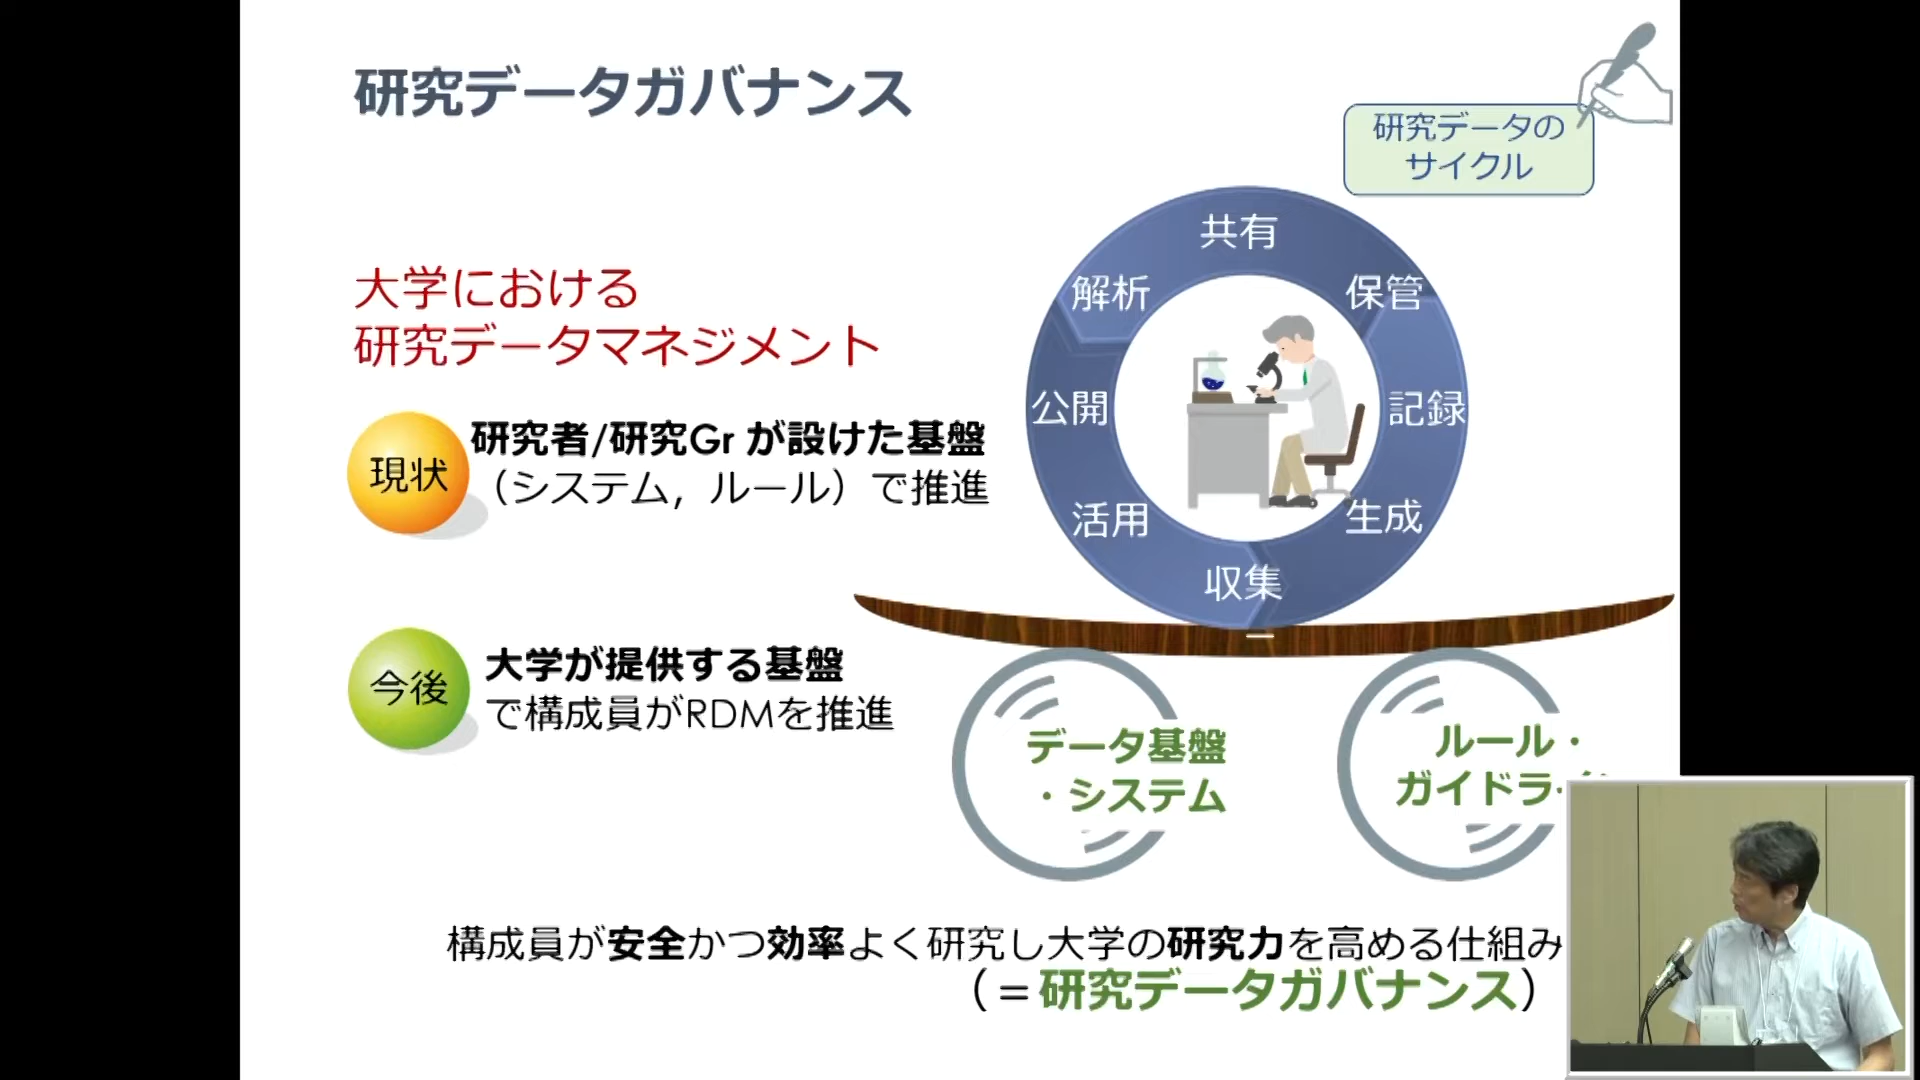 研究データガバナンス
研究データの
サイクル
大学における
研究データマネジメント
現状
研究者/研究Gr が設けた基盤
（システム，ルール）で推進
今後
大学が提供する基盤
で構成員がRDMを推進
共有
保管
記録
生成
収集
活用
公開
解析
データ基盤
・システム
ルール・
ガイドラ
構成員が安全かつ効率よく研究し大学の研究力を高める仕組み
（＝研究データガバナンス）